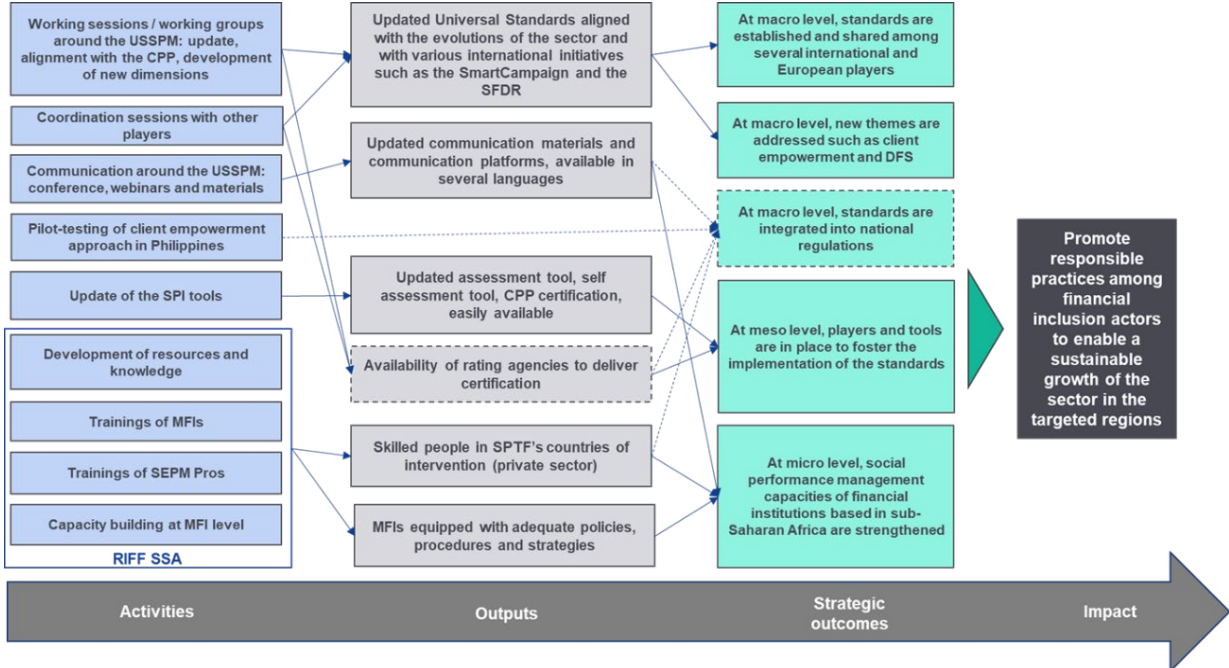 Working sessions / working groups
around the USSPM: update,
alignment with the CPP, development
of new dimensions
Coordination sessions with other
players
Communication around the USSPM:
conference, webinars and materials
Pilot-testing of client empowerment
approach in Philippines
Update of the SPI tools
Development of resources and
knowledge
Trainings of MFIs
Trainings of SEPM Pros
Capacity building at MFI level
RIFF SSA
Updated Universal Standards aligned
with the evolutions of the sector and
with various international initiatives
such as the SmartCampaign and the
SFDR
Updated communication materials and
communication platforms, available in
several languages
Updated assessment tool, self
assessment tool, CPP certification,
easily available
Availability of rating agencies to deliver
certification
Skilled people in SPTF's countries of
intervention (private sector)
MFIs equipped with adequate policies,
procedures and strategies
At macro level, standards are
established and shared among
several international and
European players
At macro level, new themes are
addressed such as client
empowerment and DFS
At macro level, standards are
integrated into national
regulations
At meso level, players and tools
are in place to foster the
implementation of the standards
At micro level, social
performance management
capacities of financial
institutions based in sub-
Saharan Africa are strengthened
Promote
responsible
practices among
financial
inclusion actors
to enable a
sustainable
growth of the
sector in the
targeted regions
Activities
Outputs
Strategic
outcomes
Impact